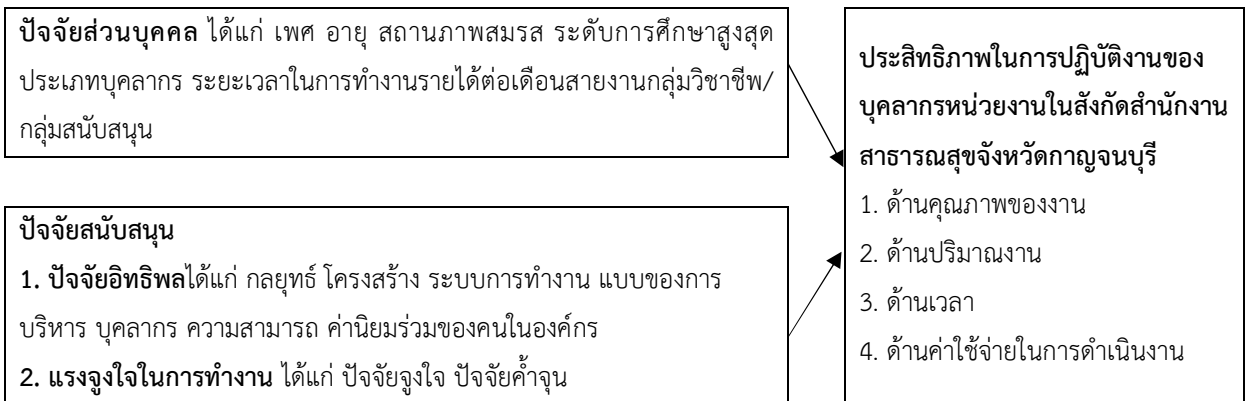 ปัจจัยส่วนบุคคล ได้แก่ เพศ อายุ สถานภาพสมรส ระดับการศึกษาสูงสุด
ประเภทบุคลากร ระยะเวลาในการทำงานรายได้ต่อเดือนสายงานกลุ่มวิชาชีพ/
กลุ่มสนับสนุน
ปัจจัยสนับสนุน
1. ปัจจัยอิทธิพลได้แก่ กลยุทธ์ โครงสร้าง ระบบการทำงาน แบบของการ
บริหาร บุคลากร ความสามารถ ค่านิยมร่วมของคนในองค์กร
2. แรงจูงใจในการทำงาน ได้แก่ ปัจจัยจูงใจ ปัจจัยค้ำจุน
ประสิทธิภาพในการปฏิบัติงานของ
บุคลากรหน่วยงานในสังกัดสำนักงาน
สาธารณสุขจังหวัดกาญจนบุรี
1. ด้านคุณภาพของงาน
2. ด้านปริมาณงาน
3. ด้านเวลา
4. ด้านค่าใช้จ่ายในการดำเนินงาน